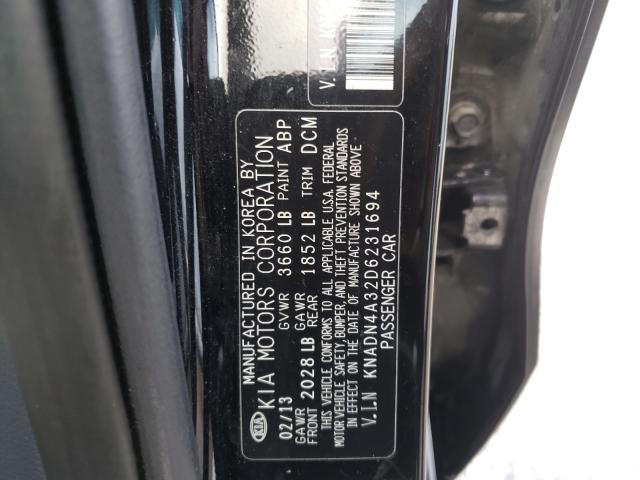 MANUFACTURED IN KOREA BY
KIA KIA MOTORS CORPORATION
02/13 GVWR 3660 LB PAINT ABP
GAWR FRONT 2028 LB GAWR REAR 1852 LB TRIM DCM
THIS VEHICLE CONFORMS TO ALL APPLICABLE U.S.A. FEDERAL
MOTOR VEHICLE SAFETY, BUMPER, AND THEFT PREVENTION STANDARDS
IN EFFECT ON THE DATE OF MANUFACTURE SHOWN ABOVE
V.I.N KNADN4A32D6231694
PASSENGER CAR
V.I.N